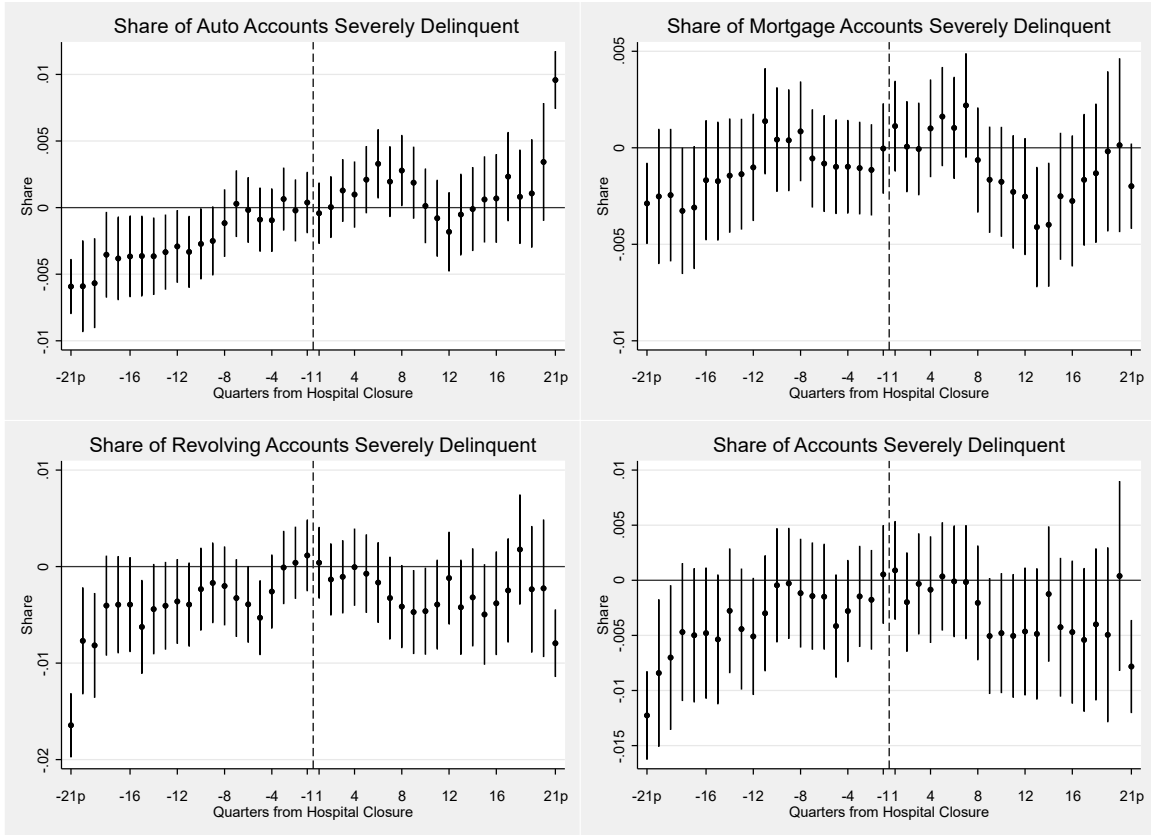 Share of Auto Accounts Severely Delinquent
Share
.01
.005
0
-.005
-.01
-21p -16 -12 -8 -4 -11 4 8 12 16 21p
Quarters from Hospital Closure
Share of Mortgage Accounts Severely Delinquent
Share
.005
0
-.005
-.01
-21p -16 -12 -8 -4 -11 4 8 12 16 21p
Quarters from Hospital Closure
Share of Revolving Accounts Severely Delinquent
Share
.01
0
-.01
-.02
-21p -16 -12 -8 -4 -11 4 8 12 16 21p
Quarters from Hospital Closure
Share of Accounts Severely Delinquent
Share
.01
.005
0
-.005
-.01
-.015
-21p -16 -12 -8 -4 -11 4 8 12 16 21p
Quarters from Hospital Closure